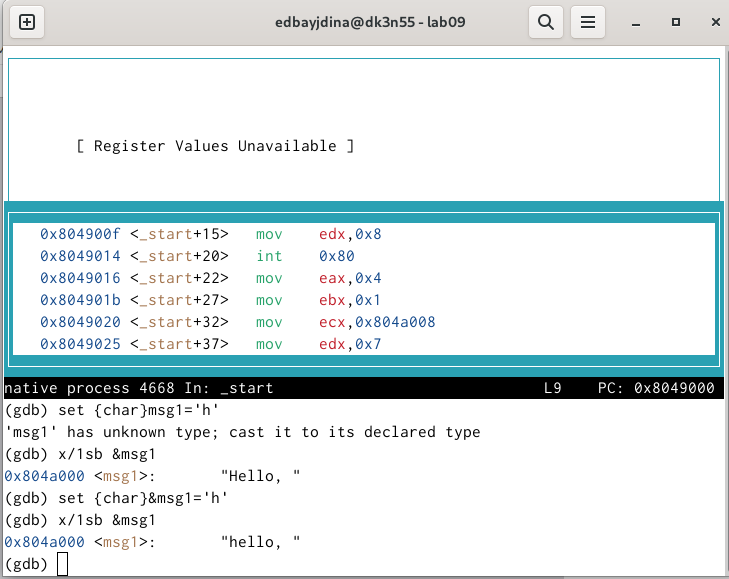 edbayjdina@dk3n55 - lab09
[ Register Values Unavailable ]
0x804900f <_start+15> mov edx,0x8
0x8049014 <_start+20> int 0x80
0x8049016 <_start+22> mov eax,0x4
0x804901b <_start+27> mov ebx,0x1
0x8049020 <_start+32> mov ecx,0x804a008
0x8049025 <_start+37> mov edx,0x7
native process 4668 In: _start L9 PC: 0x8049000
(gdb) set {char}msg1='h'
'msg1' has unknown type; cast it to its declared type
(gdb) x/1sb &msg1
0x804a000 <msg1>: "Hello, "
(gdb) set {char}&msg1='h'
(gdb) x/1sb &msg1
0x804a000 <msg1>: "hello, "
(gdb)